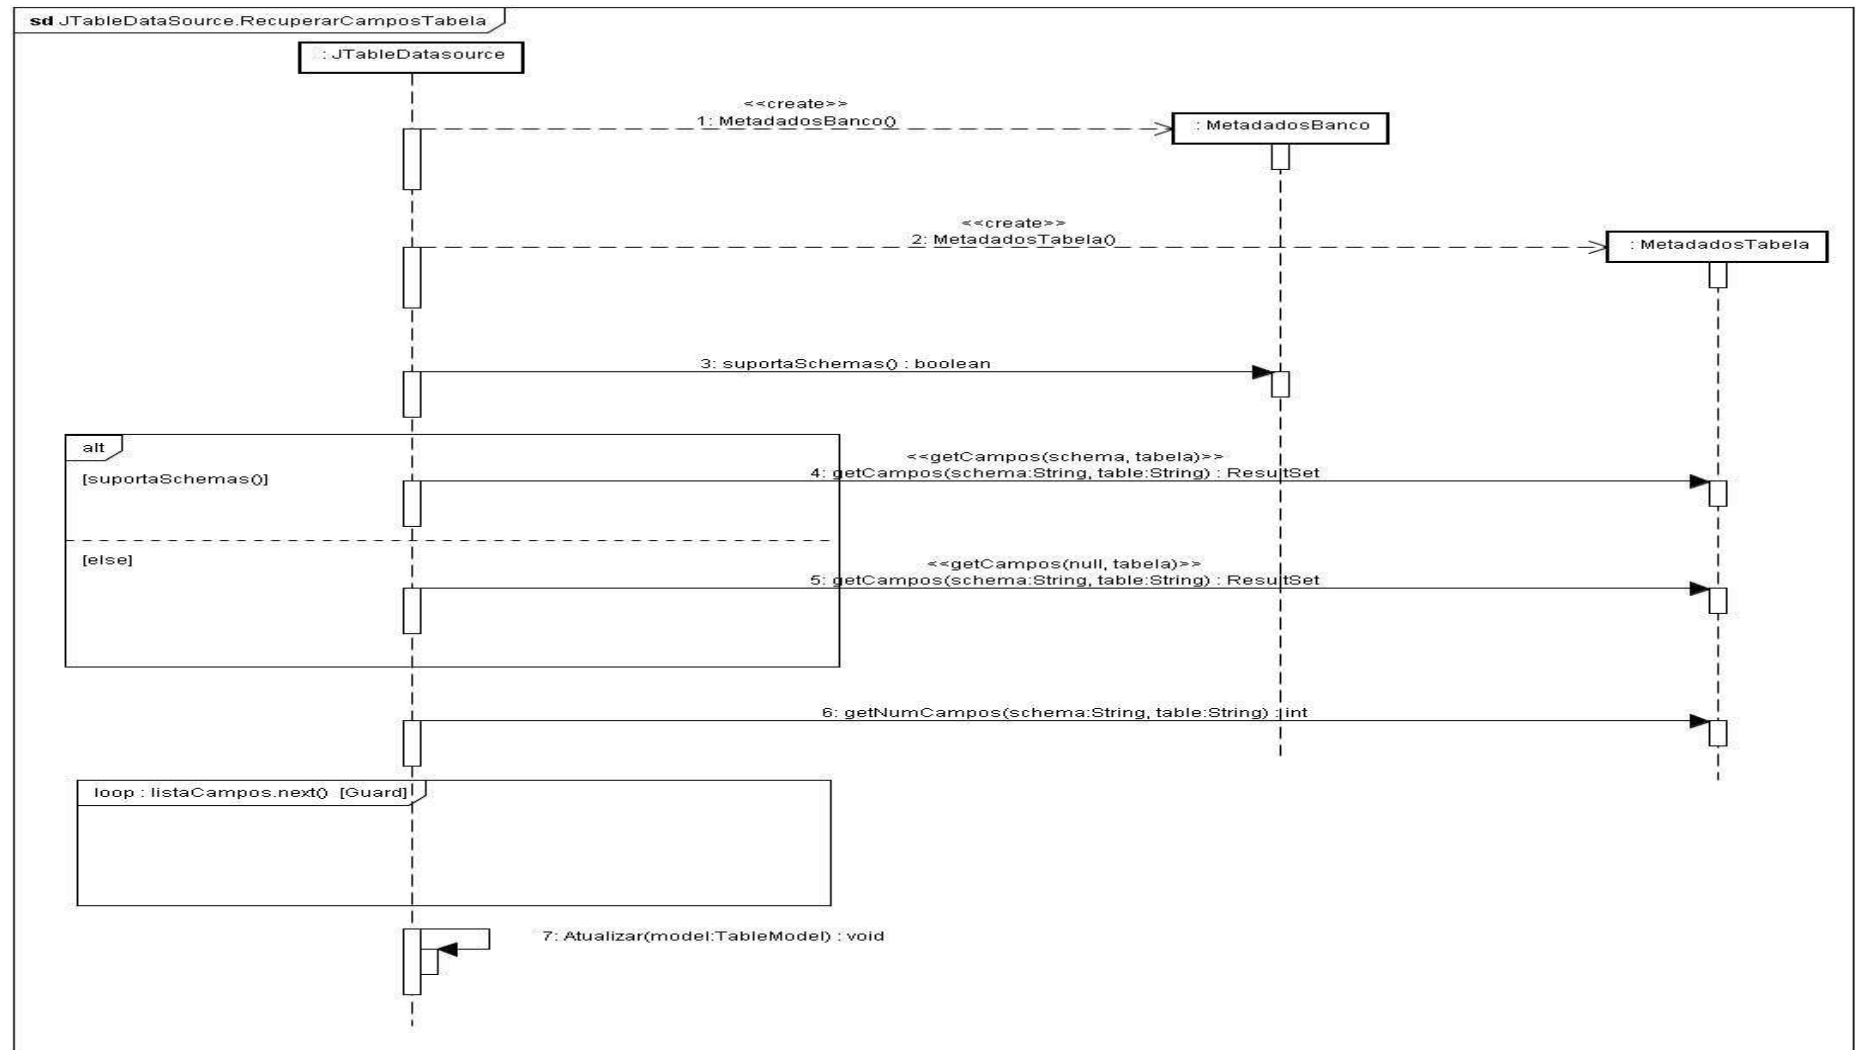 sd JTableDataSource.RecuperarCamposTabela
: JTableDatasource
<<create>>
1: MetadadosBanco()
: MetadadosBanco
<<create>>
2: MetadadosTabela()
: MetadadosTabela
3: suportaSchemas() : boolean
alt
[suportaSchemas()]
<<getCampos(schema, tabela)>>
4: getCampos(schema:String, table:String) : ResultSet
[else]
<<getCampos(null, tabela)>>
5: getCampos(schema:String, table:String) : ResultSet
6: getNumCampos(schema:String, table:String) : int
loop : listaCampos.next() [Guard]
7: Atualizar(model:TableModel) : void